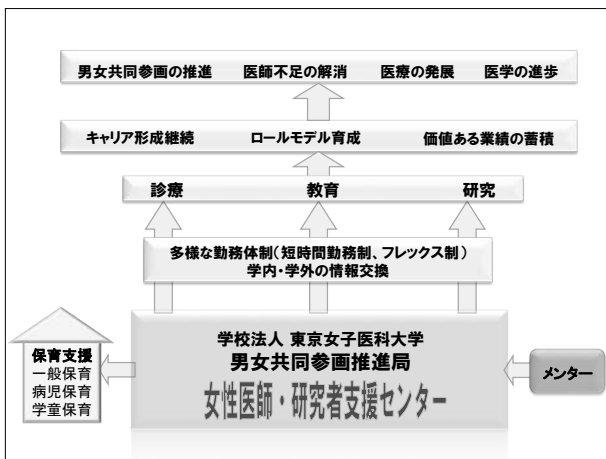 男女共同参画の推進 医師不足の解消 医療の発展 医学の進歩
キャリア形成継続 ロールモデル育成 価値ある業績の蓄積
診療 教育 研究
多様な勤務体制(短時間勤務制、フレックス制)
学内・学外の情報交換
学校法人 東京女子医科大学
男女共同参画推進局
女性医師・研究者支援センター
保育支援
一般保育
病児保育
学童保育
メンター